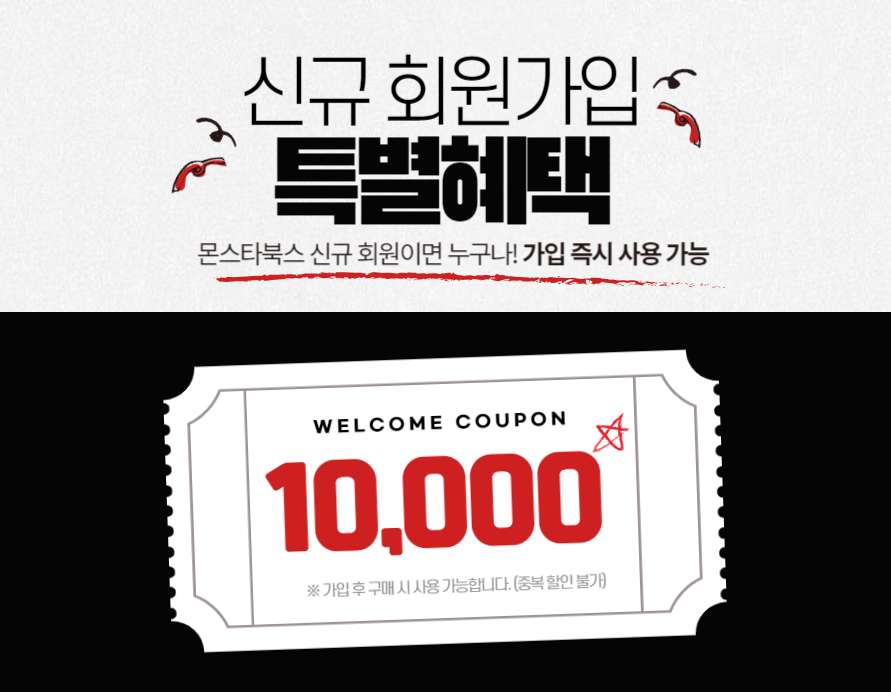 신규 회원가입
특별혜택
몬스타북스 신규 회원이면 누구나! 가입 즉시 사용 가능
WELCOME COUPON
10,000
※ 가입 후 구매 시 사용 가능합니다. (중복 할인 불가)